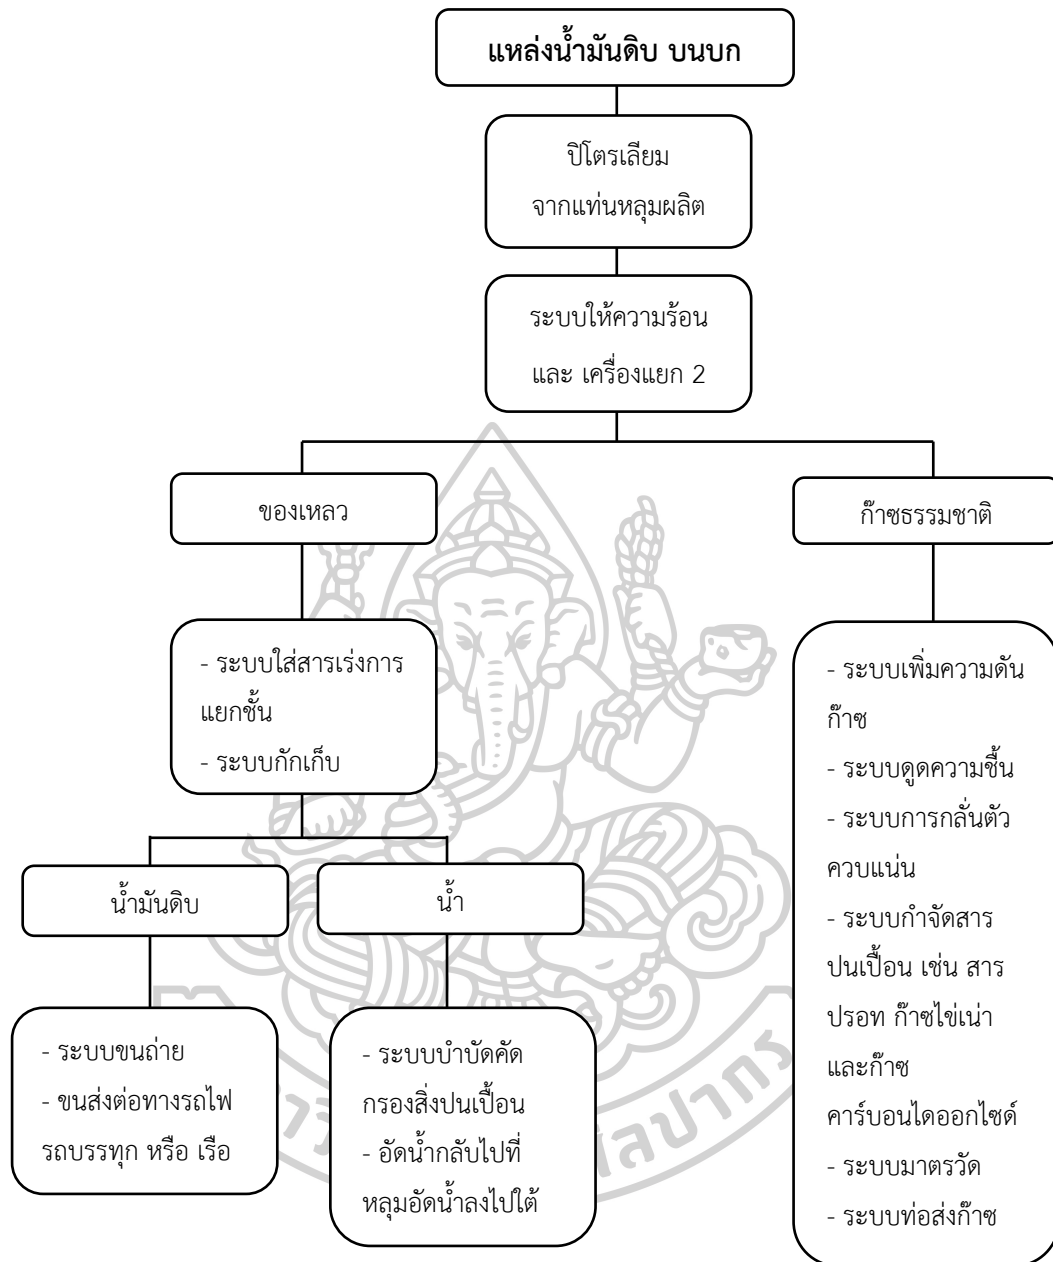 แหล่งน้ำมันดิบ บนบก
ปิโตรเลียม
จากแท่นหลุมผลิต
ระบบให้ความร้อน
และ เครื่องแยก 2
ของเหลว
ก๊าซธรรมชาติ
- ระบบใส่สารเร่งการ
แยกชั้น
- ระบบกักเก็บ
น้ำมันดิบ
น้ำ
- ระบบขนถ่าย
- ขนส่งต่อทางรถไฟ
รถบรรทุก หรือ เรือ
- ระบบบำบัดคัด
กรองสิ่งปนเปื้อน
- อัดน้ำกลับไปที่
หลุมอัดน้ำลงไปใต้
- ระบบเพิ่มความดัน
ก๊าซ
- ระบบดูดความชื้น
- ระบบการกลั่นตัว
ควบแน่น
- ระบบกำจัดสาร
ปนเปื้อน เช่น สาร
ปรอท ก๊าซไข่เน่า
และก๊าซ
คาร์บอนไดออกไซด์
- ระบบมาตรวัด
- ระบบท่อส่งก๊าซ